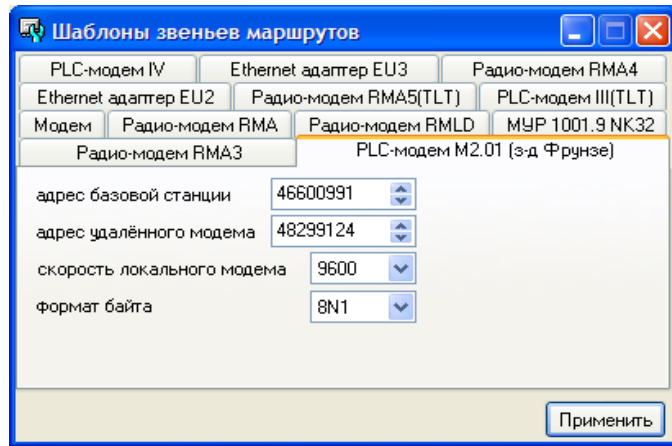 Шаблоны звеньев маршрутов
PLC-модем IV Ethernet адаптер EU3 Радио-модем RMA4
Ethernet адаптер EU2 Радио-модем RMA5(TLT) PLC-модем III(TLT)
Модем Радио-модем RMA Радио-модем RMLD МУР 1001.9 NK32
Радио-модем RMA3 PLC-модем М2.01 (з-д Фрунзе)
адрес базовой станции 46600991
адрес удалённого модема 48299124
скорость локального модема 9600
формат байта 8N1
Применить